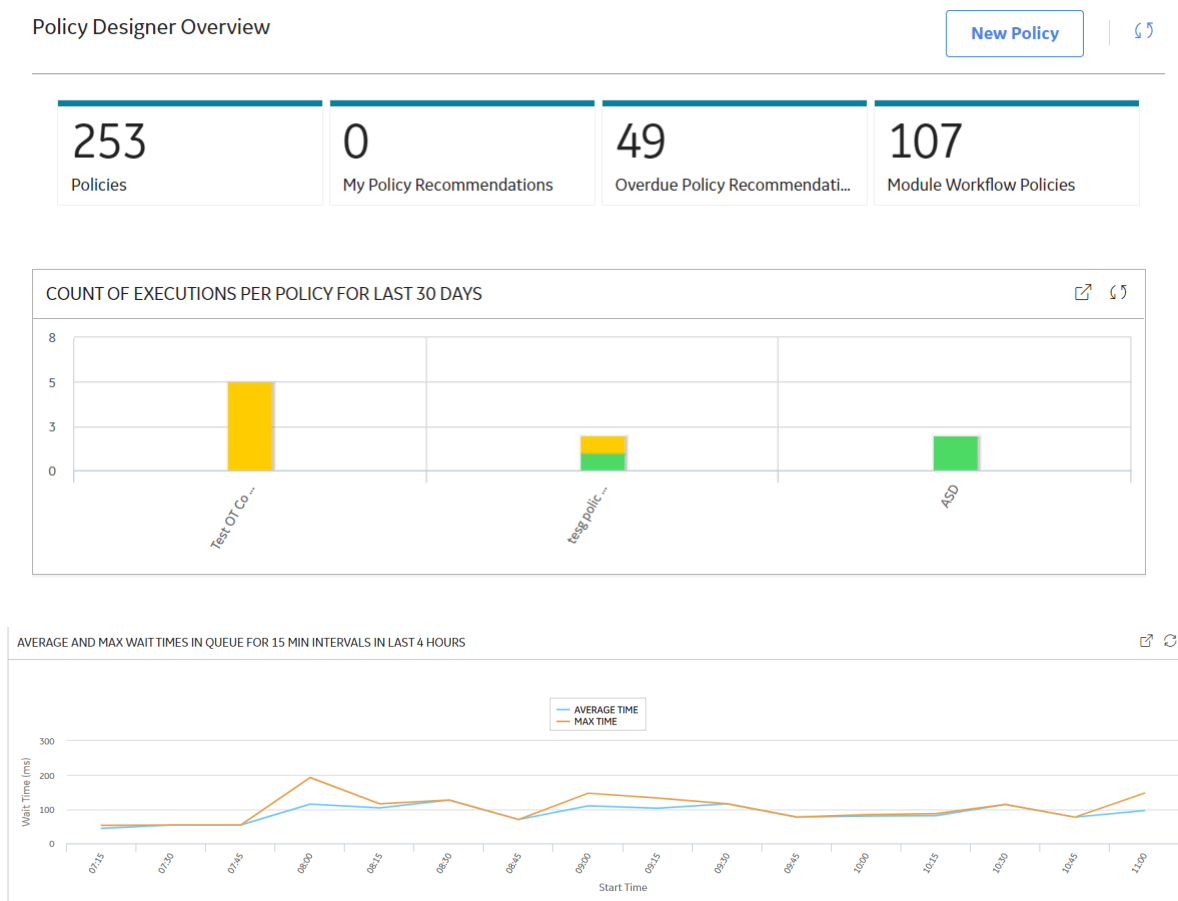 Policy Designer Overview
New Policy
253
Policies
0
My Policy Recommendations
49
Overdue Policy Recommendati...
107
Module Workflow Policies
COUNT OF EXECUTIONS PER POLICY FOR LAST 30 DAYS
8
5
3
0
Test OT Co ...
tesg polic ...
ASD
AVERAGE AND MAX WAIT TIMES IN QUEUE FOR 15 MIN INTERVALS IN LAST 4 HOURS
AVERAGE TIME
MAX TIME
Wait Time (ms)
300
200
100
0
07:15
07:30
07:45
08:00
08:15
08:30
08:45
09:00
09:15
09:30
09:45
10:00
10:15
10:30
10:45
11:00
Start Time